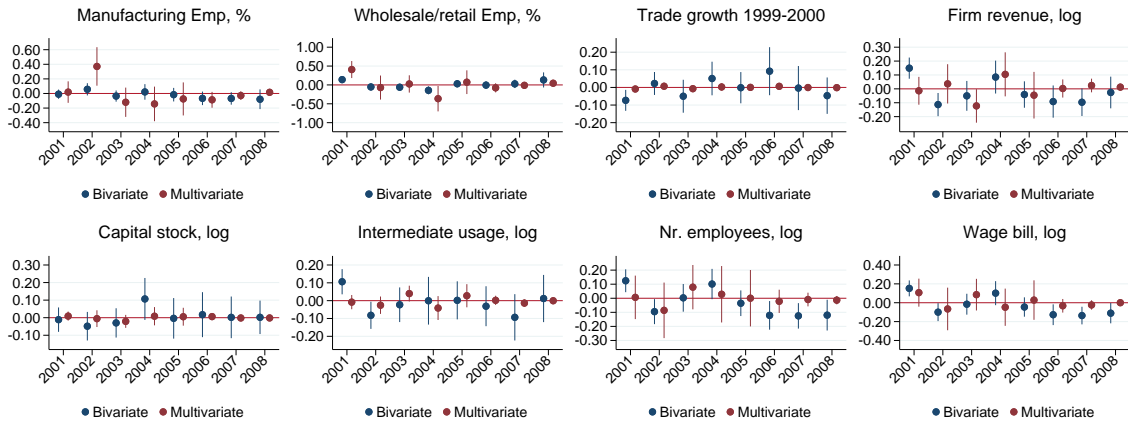 Manufacturing Emp, %
0.60
0.40
0.20
0.00
-0.20
-0.40
2001 2002 2003 2004 2005 2006 2007 2008
Bivariate Multivariate
Wholesale/retail Emp, %
1.00
0.50
0.00
-0.50
-1.00
2001 2002 2003 2004 2005 2006 2007 2008
Bivariate Multivariate
Trade growth 1999-2000
0.20
0.10
0.00
-0.10
-0.20
2001 2002 2003 2004 2005 2006 2007 2008
Bivariate Multivariate
Firm revenue, log
0.30
0.20
0.10
0.00
-0.10
-0.20
2001 2002 2003 2004 2005 2006 2007 2008
Bivariate Multivariate
Capital stock, log
0.30
0.20
0.10
0.00
-0.10
2001 2002 2003 2004 2005 2006 2007 2008
Bivariate Multivariate
Intermediate usage, log
0.20
0.10
0.00
-0.10
-0.20
2001 2002 2003 2004 2005 2006 2007 2008
Bivariate Multivariate
Nr. employees, log
0.20
0.10
0.00
-0.10
-0.20
-0.30
2001 2002 2003 2004 2005 2006 2007 2008
Bivariate Multivariate
Wage bill, log
0.40
0.20
0.00
-0.20
-0.40
2001 2002 2003 2004 2005 2006 2007 2008
Bivariate Multivariate